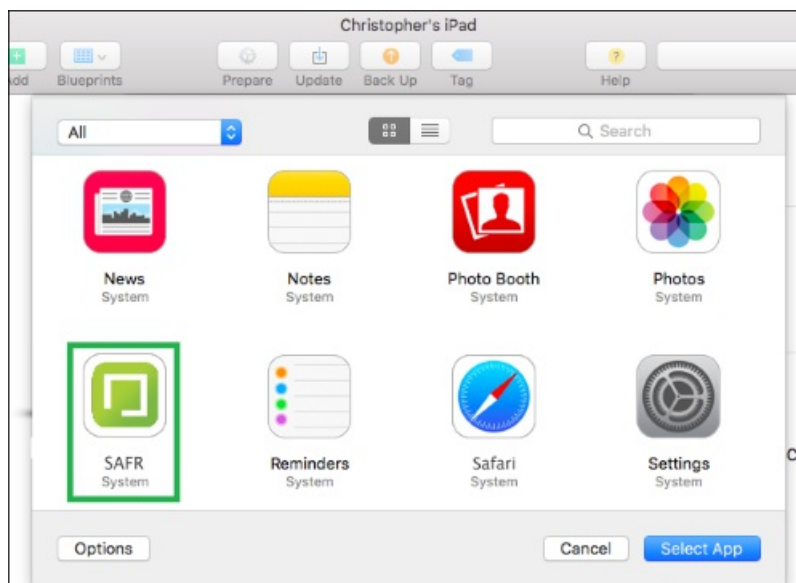 Christopher's iPad
dd Blueprints Prepare Update Back Up Tag Help
All Search
News Notes Photo Booth Photos
System System System System
SAFR Reminders Safari Settings
System System System System
Options Cancel Select App